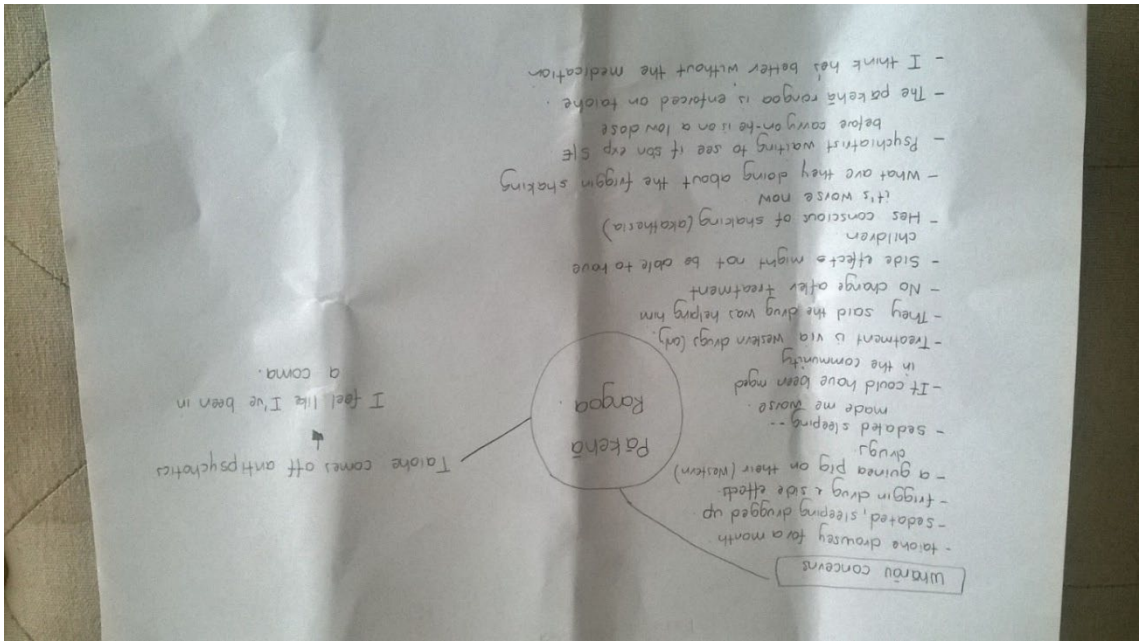 Whānau concerns
- taiohe drowsey for a month
- sedated, sleeping drugged up
- friggin drug & side effects
- a guinea pig on their (Western)
drugs
- sedated sleeping --
made me worse.
- It could have been mged
in the community
- Treatment is via western drugs (only.
- They said the drug was helping him
- No change after treatment
- Side effects might not be able to have
children
- Hes conscious of shaking (akathesia)
it's worse now
- What are they doing about the friggin shaking
- Psychiatrist waiting to see if son exp S/E
before carry on - he is on a low dose
- The pākehā rongoa is enforced on taiohe.
- I think he's better without the medication
Pākehā
Rongoa.
Taiohe comes off antipsychotics
I feel like I've been in
a coma.